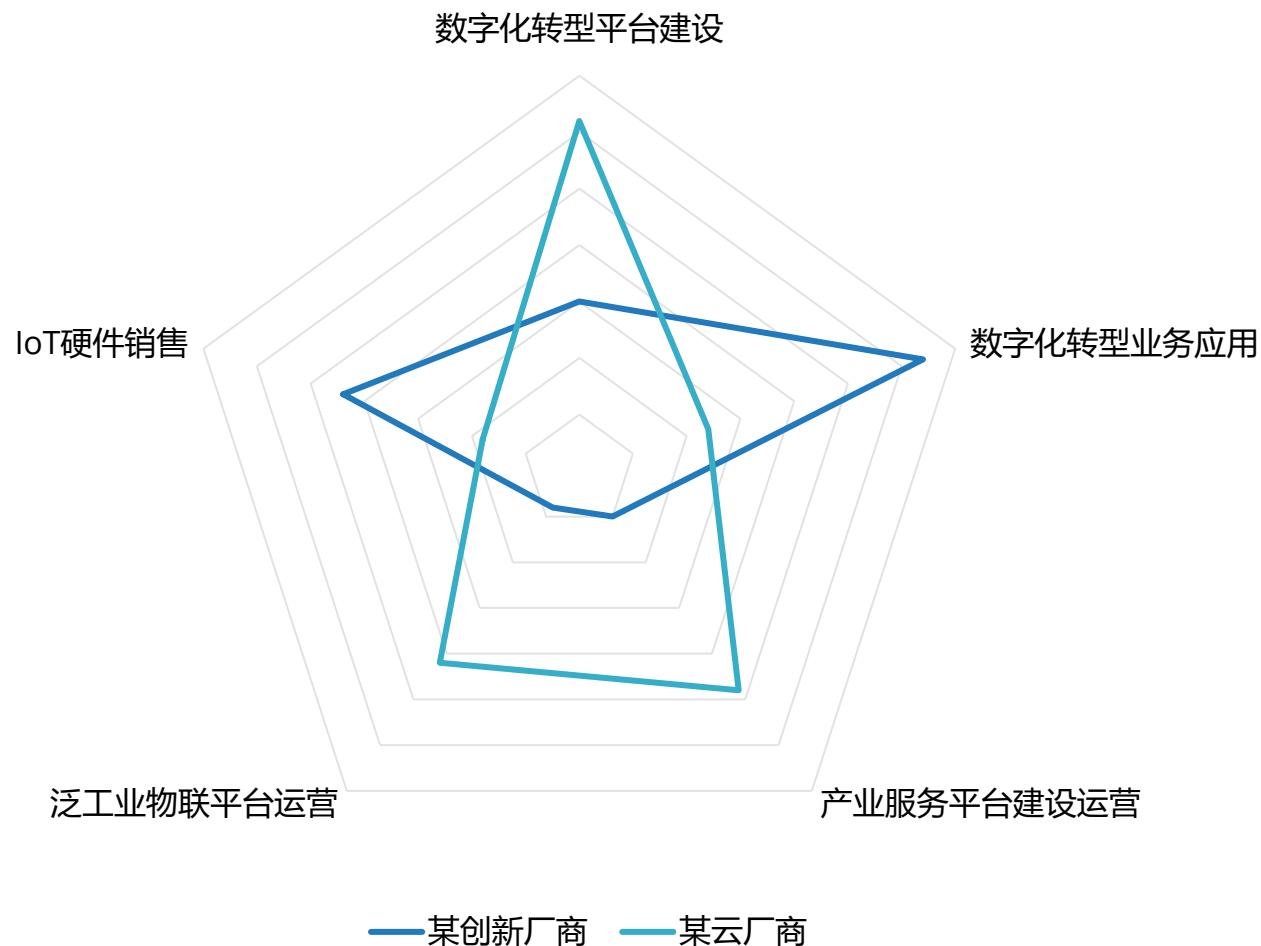 数字化转型平台建设
IoT硬件销售
数字化转型业务应用
泛工业物联平台运营
产业服务平台建设运营
某创新厂商
某云厂商